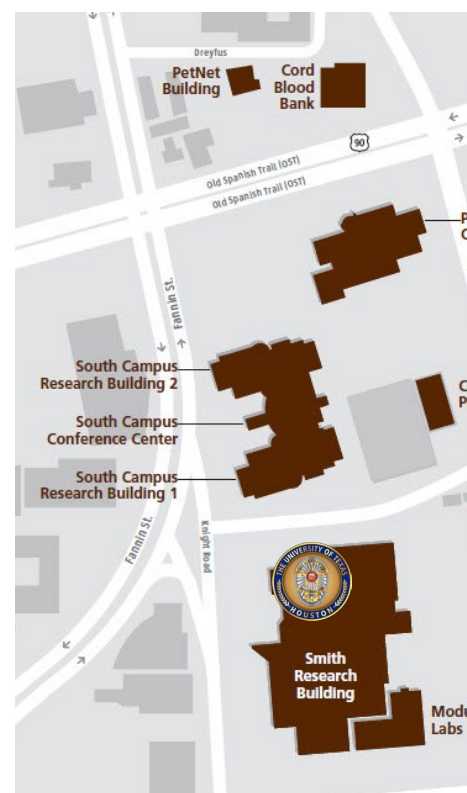 Dreyfus
PetNet
Building
Cord
Blood
Bank
90
Old Spanish Trail (OST)
Old Spanish Trail (OST)
P
C
Fannin St.
South Campus
Research Building 2
South Campus
Conference Center
C
P
South Campus
Research Building 1
Fannin St.
Knight Road
THE UNIVERSITY OF TEXAS
HOUSTON
Smith
Research
Building
Modu
Labs